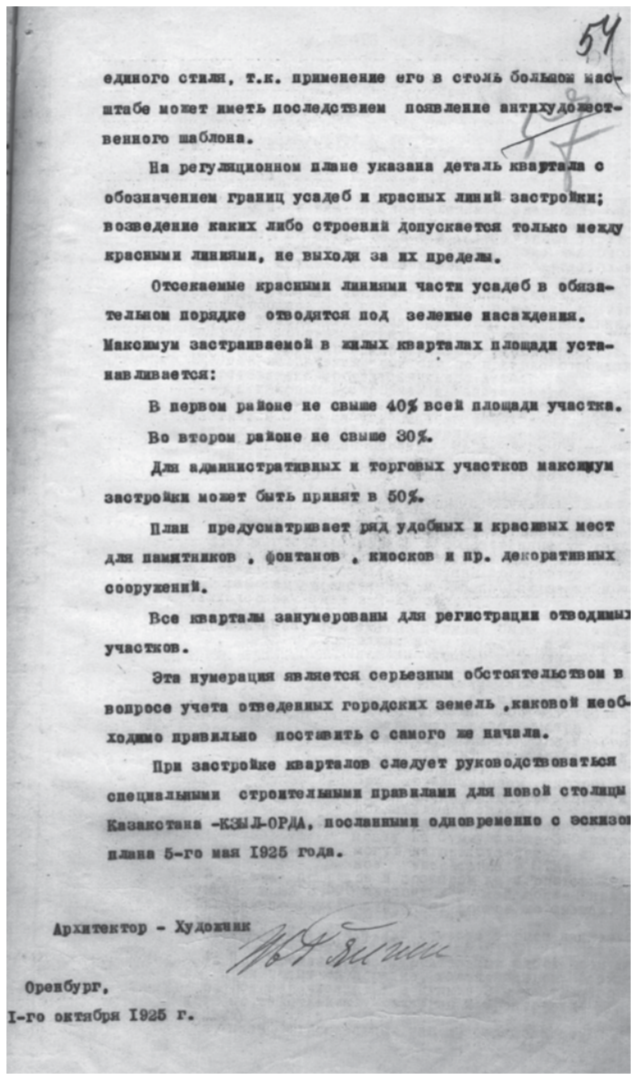 54
единого стиля, т.к. применение его в столь большом мас-
штабе может иметь последствием появление антихудожест-
венного шаблона.
На регуляционном плане указана деталь квартала с
обозначением границ усадеб и красных линий застройки;
возведение каких либо строений допускается только между
красными линиями, не выходя за их пределы.
Отсекаемые красными линиями части усадеб в обяза-
тельном порядке отводятся под зеленые насаждения.
Максимум застраиваемой в жилых кварталах площади уста-
навливается:
В первом районе не свыше 40% всей площади участка.
Во втором районе не свыше 30%.
Для административных и торговых участков максимум
застройки может быть принят в 50%.
План предусматривает ряд удобных и красивых мест
для памятников , фонтанов , киосков и пр. декоративных
сооружений.
Все кварталы занумерованы для регистрации отводимых
участков.
Эта нумерация является серьезным обстоятельством в
вопросе учета отведенных городских земель ,каковой необ-
ходимо правильно поставить с самого же начала.
При застройке кварталов следует руководствоваться
специальными строительными правилами для новой столицы
Казакстана -КЗЫЛ-ОРДА, посланными одновременно с эскизом
плана 5-го мая 1925 года.
Архитектор - Художник
Оренбург,
I-го октября 1925 г.